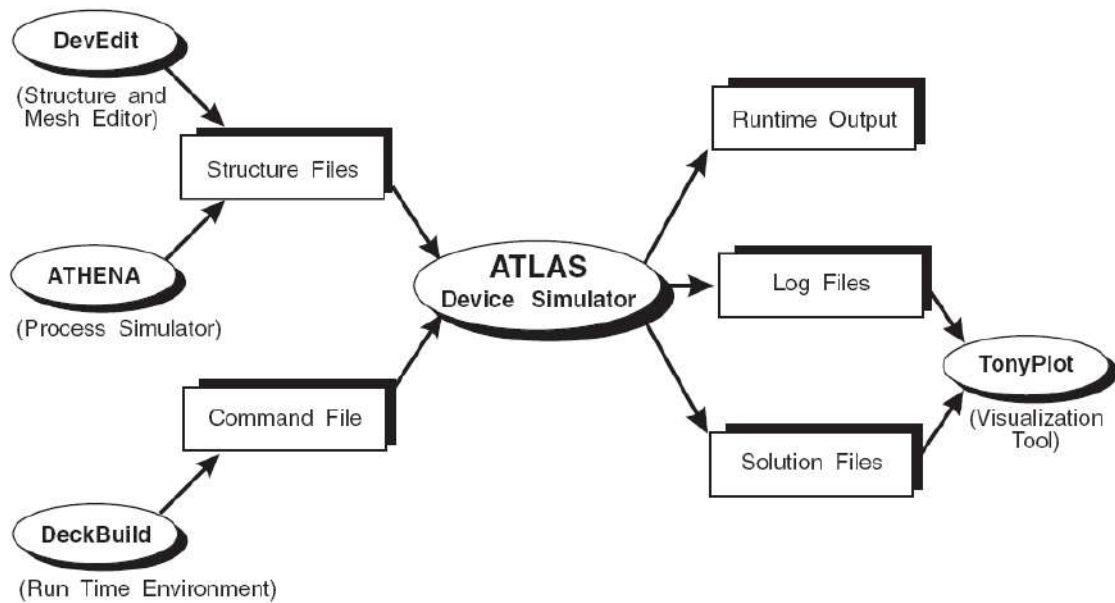 DevEdit
(Structure and
Mesh Editor)
Structure Files
ATHENA
(Process Simulator)
Command File
DeckBuild
(Run Time Environment)
ATLAS
Device Simulator
Runtime Output
Log Files
Solution Files
TonyPlot
(Visualization
Tool)